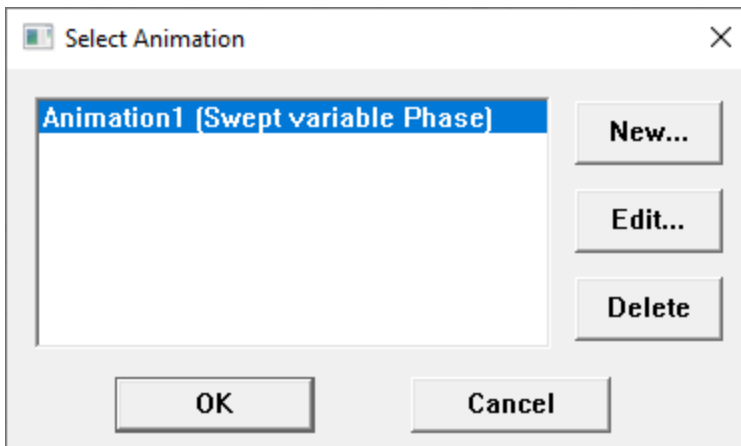 Select Animation
Animation1 (Swept variable Phase)
New...
Edit...
Delete
OK
Cancel